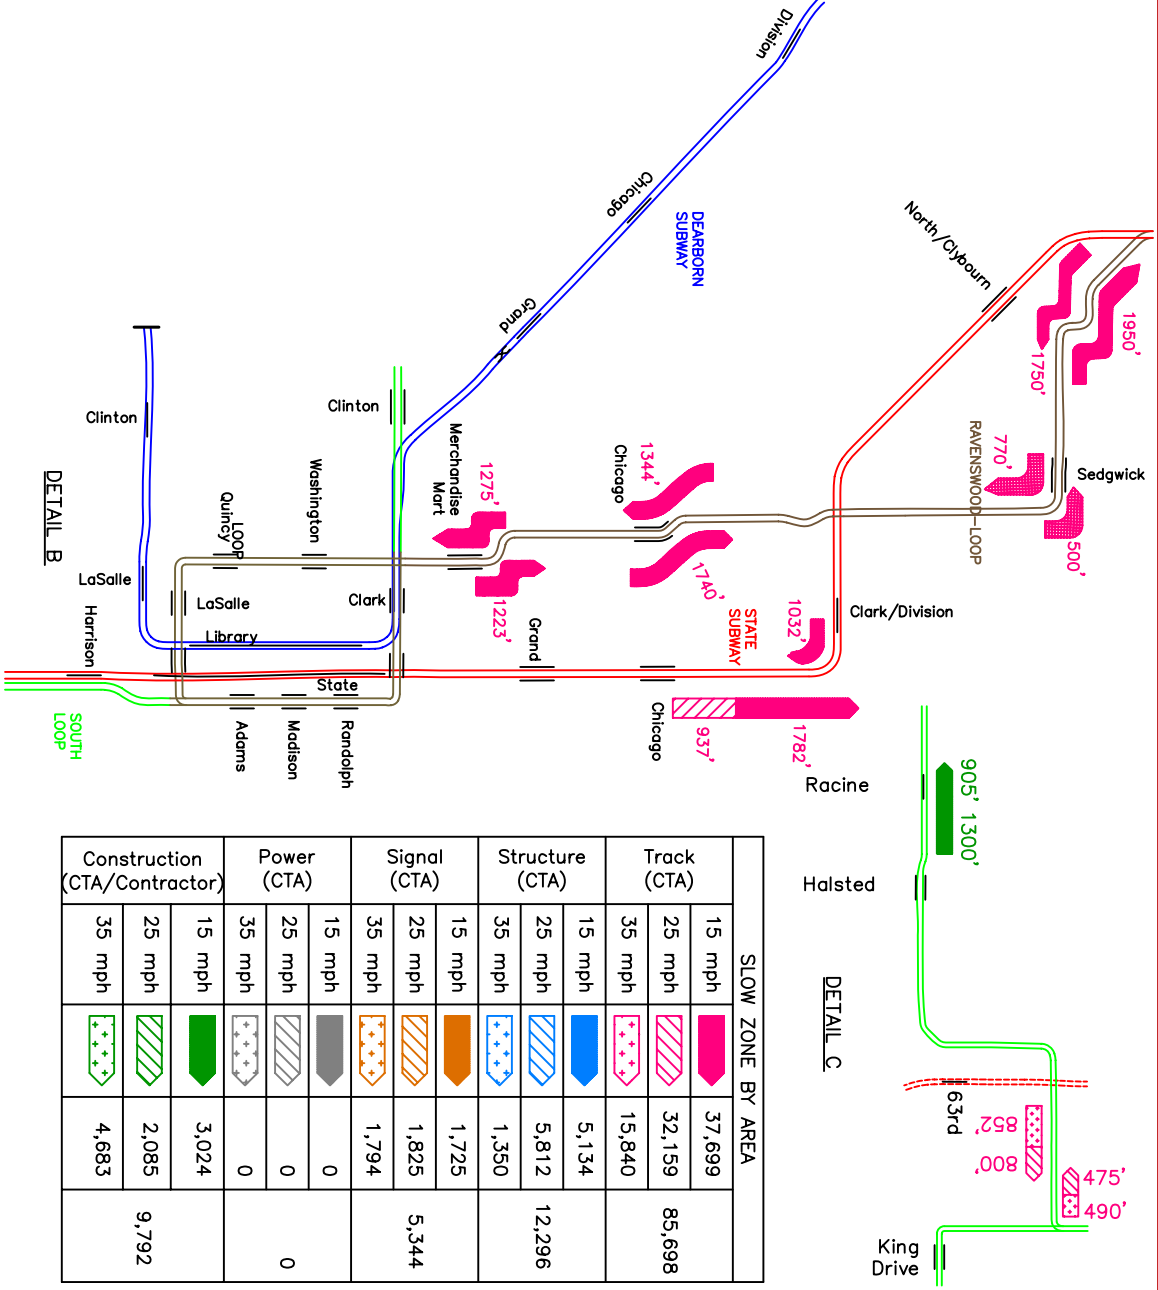 Division
Chicago
DEARBORN
SUBWAY
Grand
North/Clybourn
1950'
1750'
RAVENSWOOD-LOOP
770'
Sedgwick
500'
Clinton
Clinton
Merchandise
Mart
1275'
1344'
Chicago
1740'
1223'
Washington
LOOP
Quincy
DETAIL B
LaSalle
LaSalle
Clark
Library
Harrison
State
Grand
STATE
SUBWAY
1032'
Clark/Division
SOUTH
LOOP
Adams
Madison
Randolph
Chicago
937'
1782'
Racine
905' 1300'
Halsted
DETAIL C
63rd
852'
800'
475'
490'
King
Drive
SLOW ZONE BY AREA
Track
(CTA)
15 mph 37,699
25 mph 32,159
35 mph 15,840
85,698
Structure
(CTA)
15 mph 5,134
25 mph 5,812
35 mph 1,350
12,296
Signal
(CTA)
15 mph 1,725
25 mph 1,825
35 mph 1,794
5,344
Power
(CTA)
15 mph
25 mph 0
35 mph 0
0
Construction
(CTA/Contractor)
15 mph 3,024
25 mph 2,085
35 mph 4,683
9,792